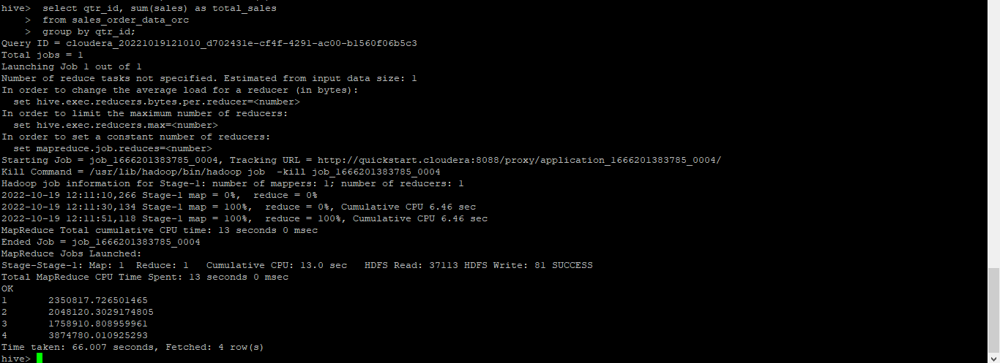 hive>  select qtr_id, sum(sales) as total_sales
    >  from sales_order_data_orc
    >  group by qtr_id;
Query ID = cloudera_20221019121010_d702431e-cf4f-4291-ac00-b1560f06b5c3
Total jobs = 1
Launching Job 1 out of 1
Number of reduce tasks not specified. Estimated from input data size: 1
In order to change the average load for a reducer (in bytes):
  set hive.exec.reducers.bytes.per.reducer=<number>
In order to limit the maximum number of reducers:
  set hive.exec.reducers.max=<number>
In order to set a constant number of reducers:
  set mapreduce.job.reduces=<number>
Starting Job = job_1666201383785_0004, Tracking URL = http://quickstart.cloudera:8088/proxy/application_1666201383785_0004/
Kill Command = /usr/lib/hadoop/bin/hadoop job  -kill job_1666201383785_0004
Hadoop job information for Stage-1: number of mappers: 1; number of reducers: 1
2022-10-19 12:11:10,266 Stage-1 map = 0%,  reduce = 0%
2022-10-19 12:11:30,134 Stage-1 map = 100%,  reduce = 0%, Cumulative CPU 6.46 sec
2022-10-19 12:11:51,118 Stage-1 map = 100%,  reduce = 100%, Cumulative CPU 6.46 sec
MapReduce Total cumulative CPU time: 13 seconds 0 msec
Ended Job = job_1666201383785_0004
MapReduce Jobs Launched:
Stage-Stage-1: Map: 1  Reduce: 1   Cumulative CPU: 13.0 sec   HDFS Read: 37113 HDFS Write: 81 SUCCESS
Total MapReduce CPU Time Spent: 13 seconds 0 msec
OK
1       2350817.726501465
2       2048120.3029174805
3       1758910.808959961
4       3874780.010925293
Time taken: 66.007 seconds, Fetched: 4 row(s)
hive>